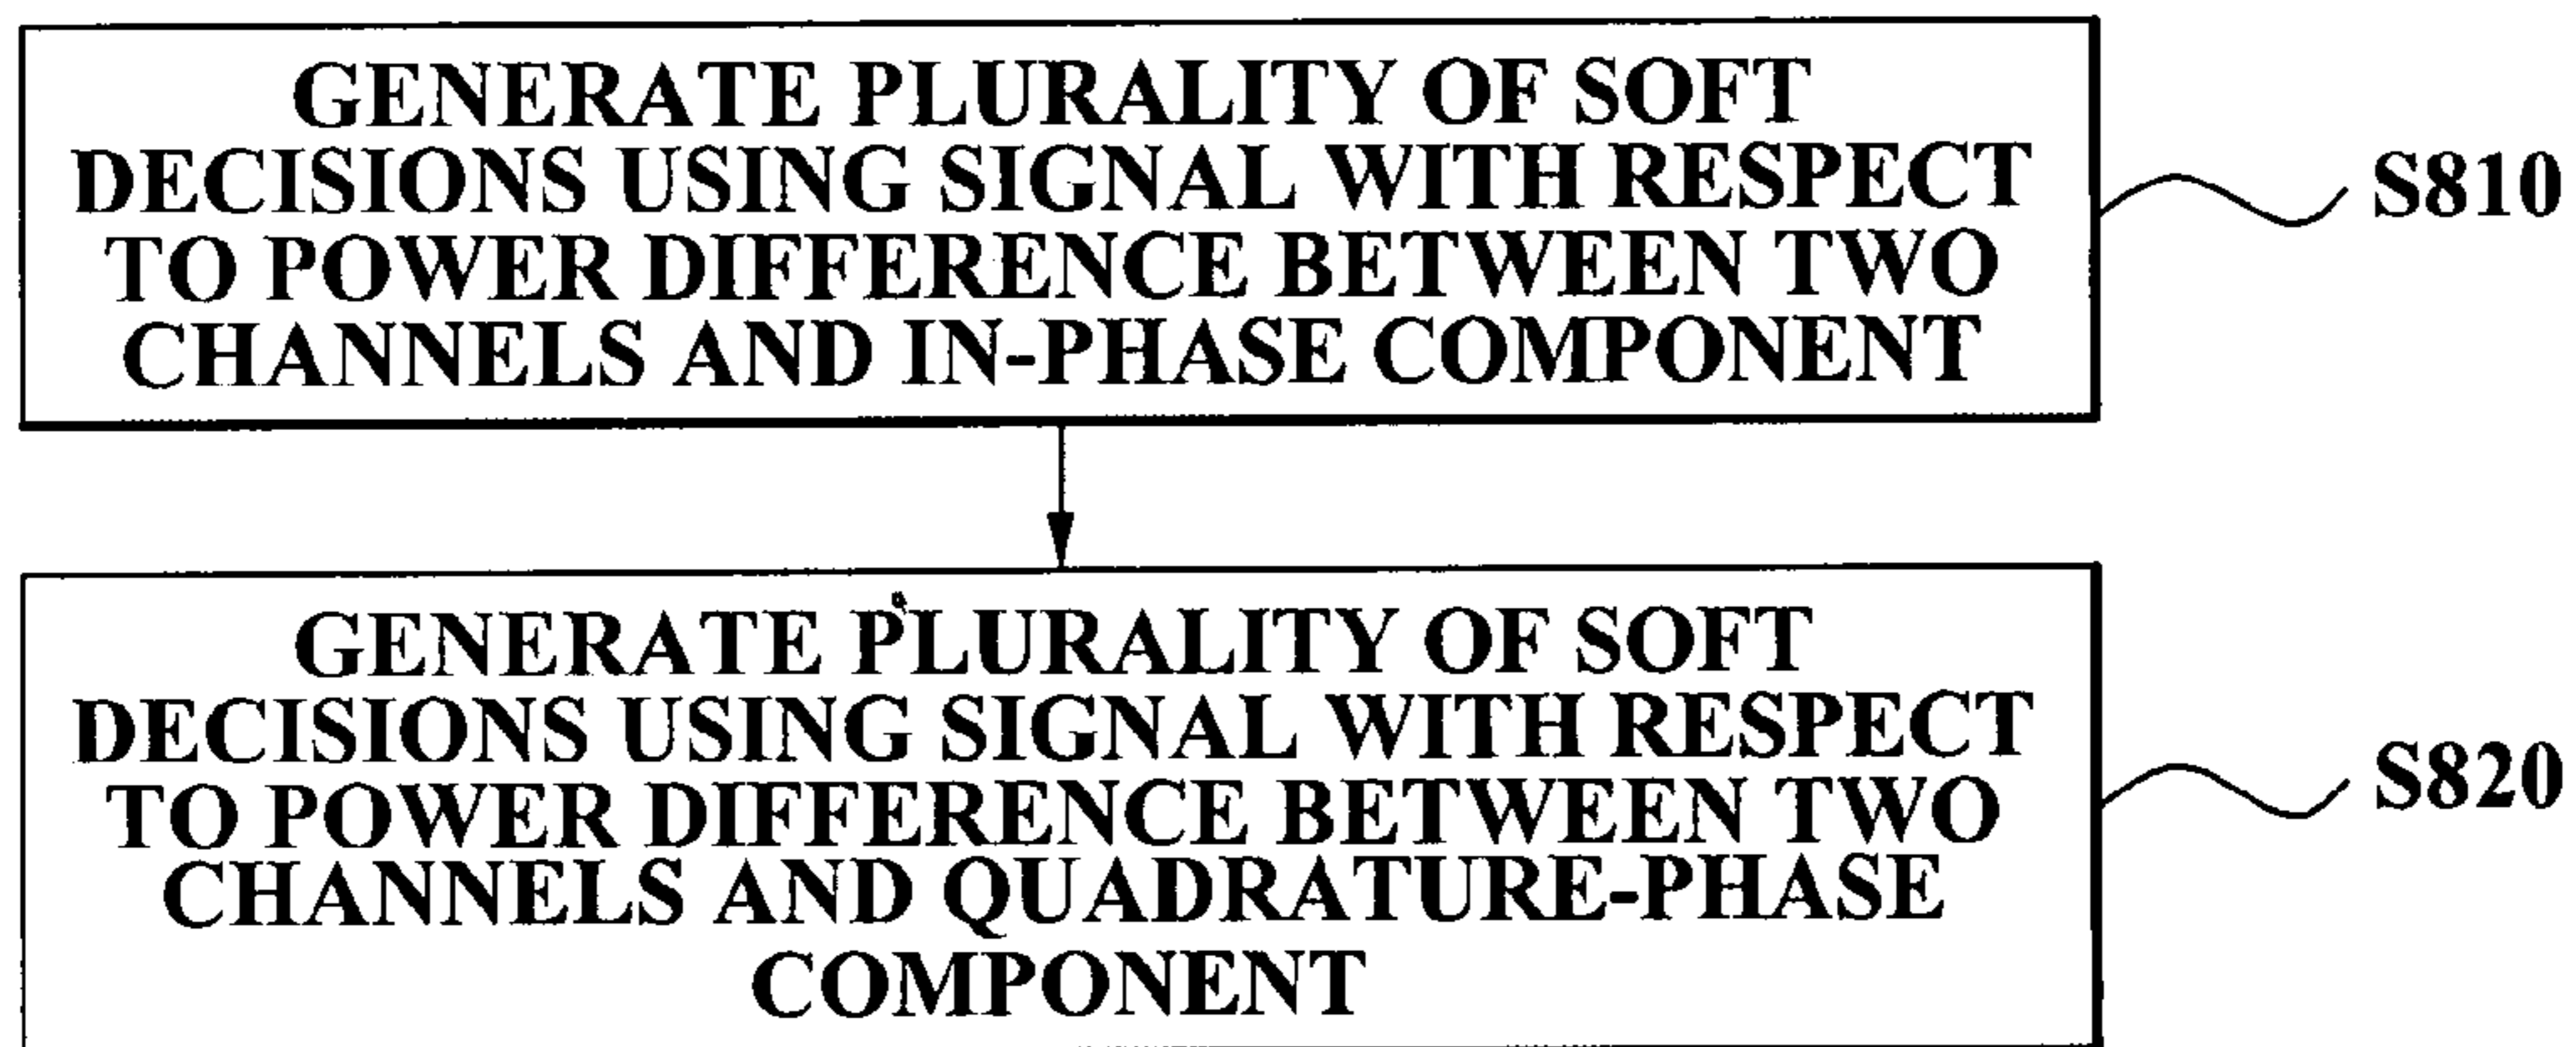 GENERATE PLURALITY OF SOFT
DECISIONS USING SIGNAL WITH RESPECT
TO POWER DIFFERENCE BETWEEN TWO
CHANNELS AND IN-PHASE COMPONENT
S810
GENERATE PLURALITY OF SOFT
DECISIONS USING SIGNAL WITH RESPECT
TO POWER DIFFERENCE BETWEEN TWO
CHANNELS AND QUADRATURE-PHASE
COMPONENT
S820